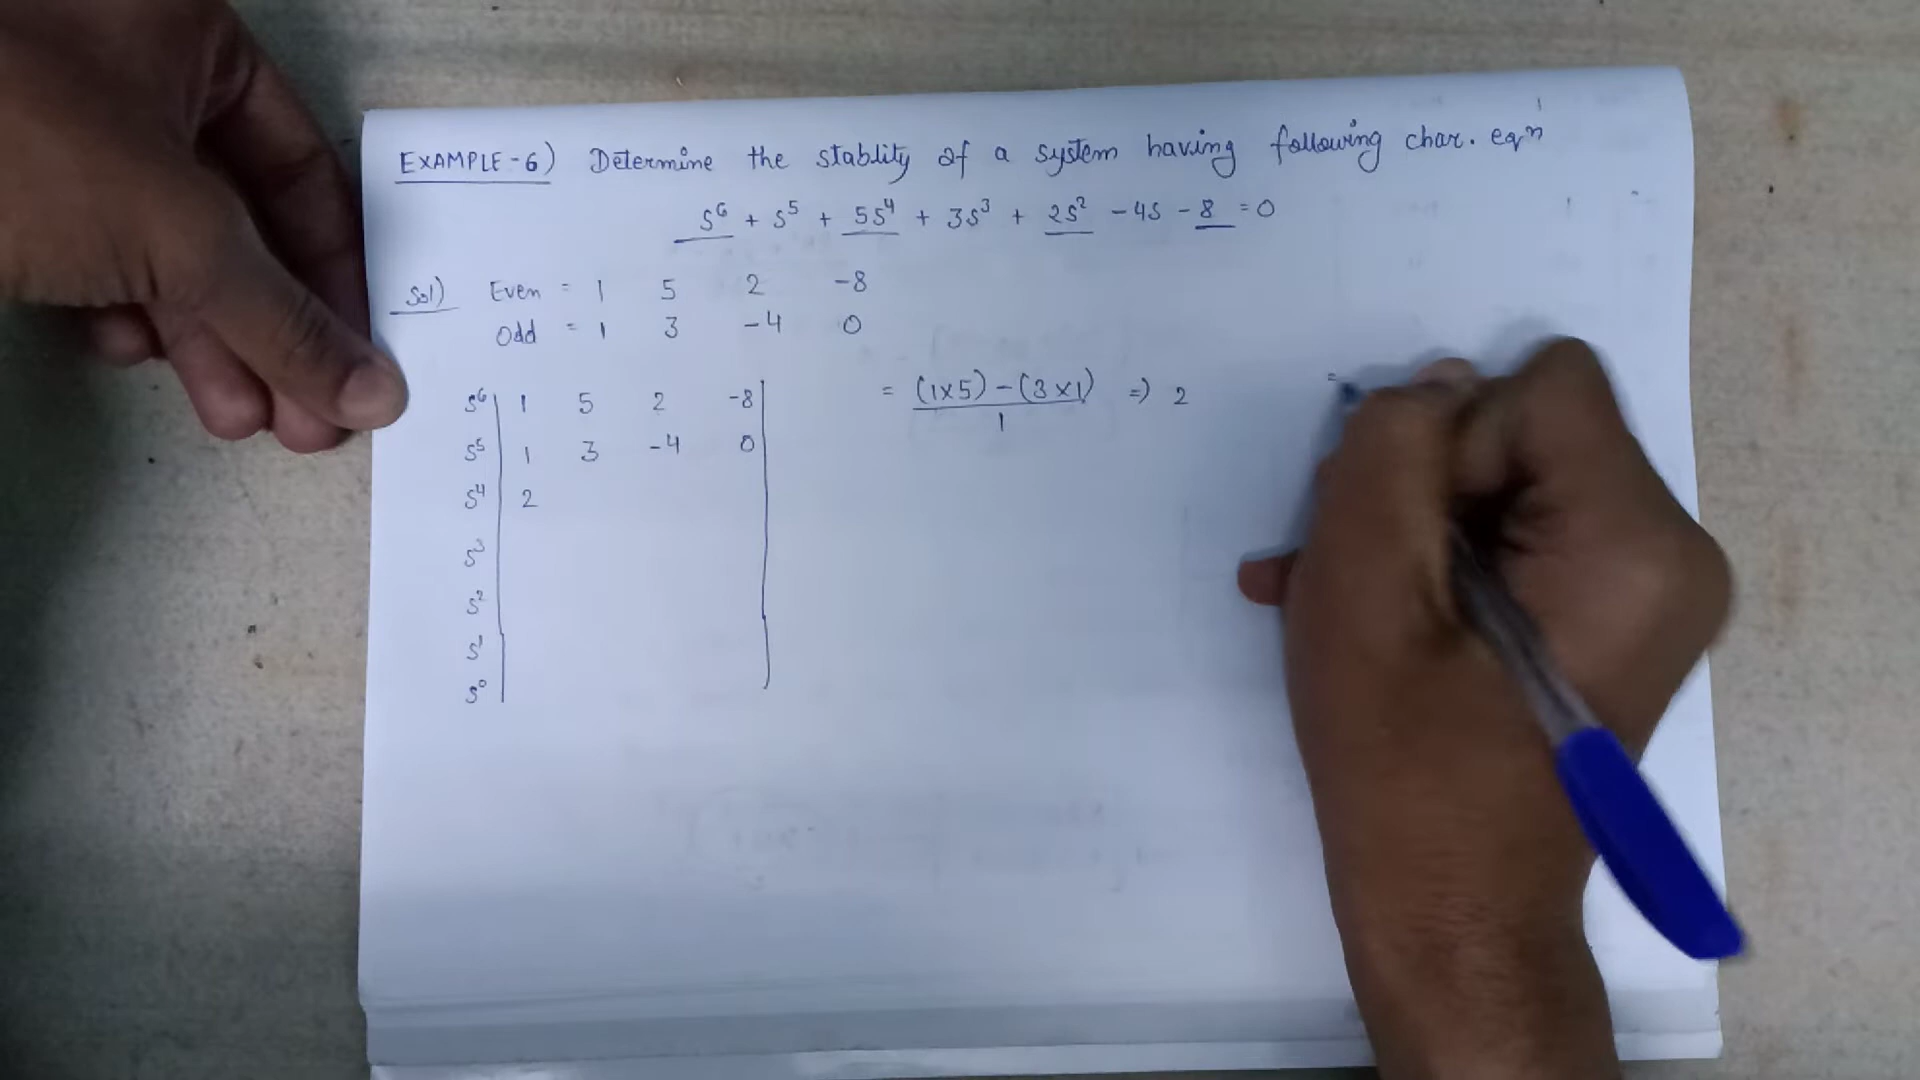 EXAMPLE-6) Determine the stablity of a system having following char. eqn
s⁶ + s⁵ + 5s⁴ + 3s³ + 2s² - 4s - 8 = 0
Sol) Even = 1 5 2 -8
Odd = 1 3 -4 0
s⁶ 1 5 2 -8
s⁵ 1 3 -4 0
s⁴ 2
s³
s²
s¹
s⁰
= (1×5) - (3×1) / 1 => 2 =